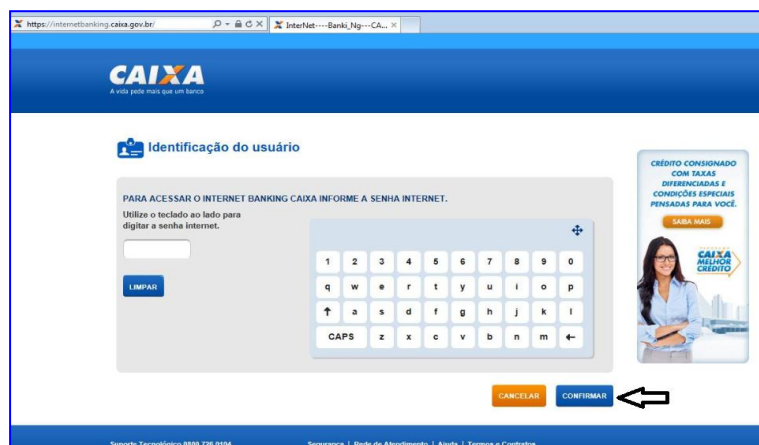 https://internetbanking.caixa.gov.br/
InterNet----Banki_Ng---CA...
CAIXA
A vida pede mais que um banco
Identificação do usuário
PARA ACESSAR O INTERNET BANKING CAIXA INFORME A SENHA INTERNET.
Utilize o teclado ao lado para
digitar a senha internet.
LIMPAR
1 2 3 4 5 6 7 8 9 0
q w e r t y u i o p
a s d f g h j k l
CAPS z x c v b n m
CANCELAR CONFIRMAR
CRÉDITO CONSIGNADO
COM TAXAS
DIFERENCIADAS E
CONDIÇÕES ESPECIAIS
PENSADAS PARA VOCÊ.
SAIBA MAIS
CAIXA
MELHOR
CRÉDITO
Suporte Tecnológico 0800 726 0104
Segurança | Rede de Atendimento | Ajuda | Termos e Contratos